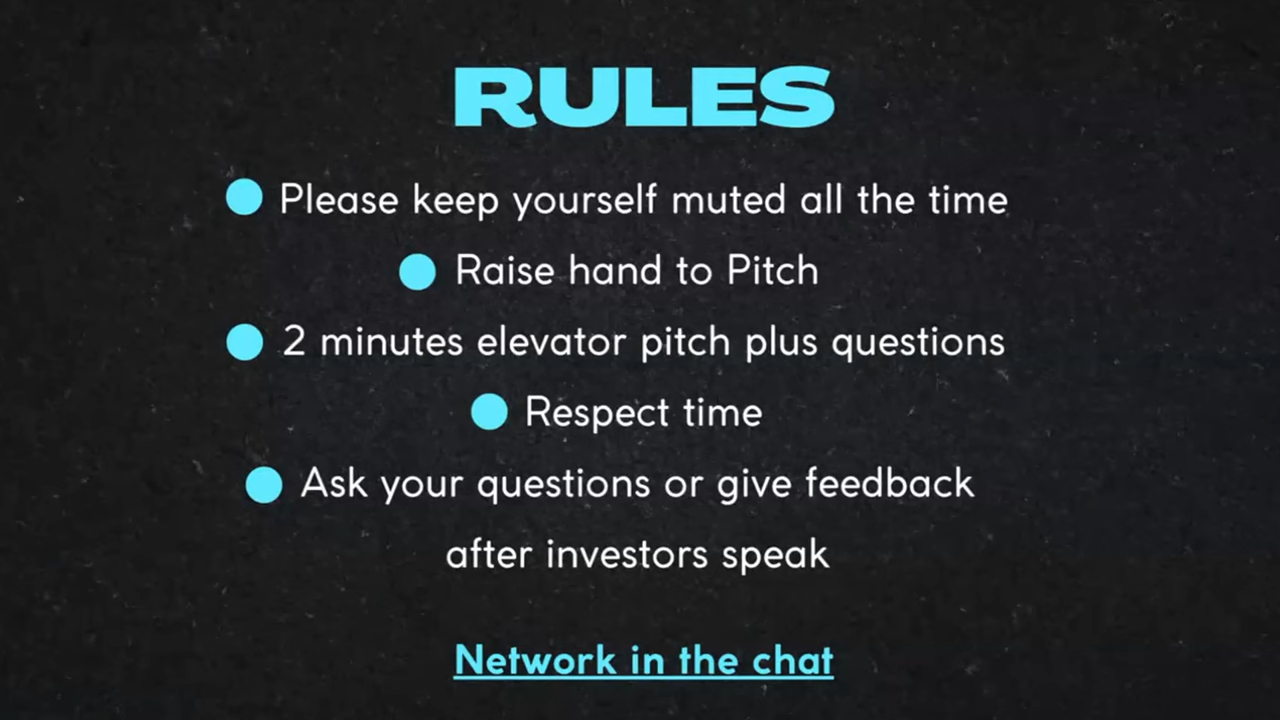 RULES
Please keep yourself muted all the time
Raise hand to Pitch
2 minutes elevator pitch plus questions
Respect time
Ask your questions or give feedback
after investors speak
Network in the chat